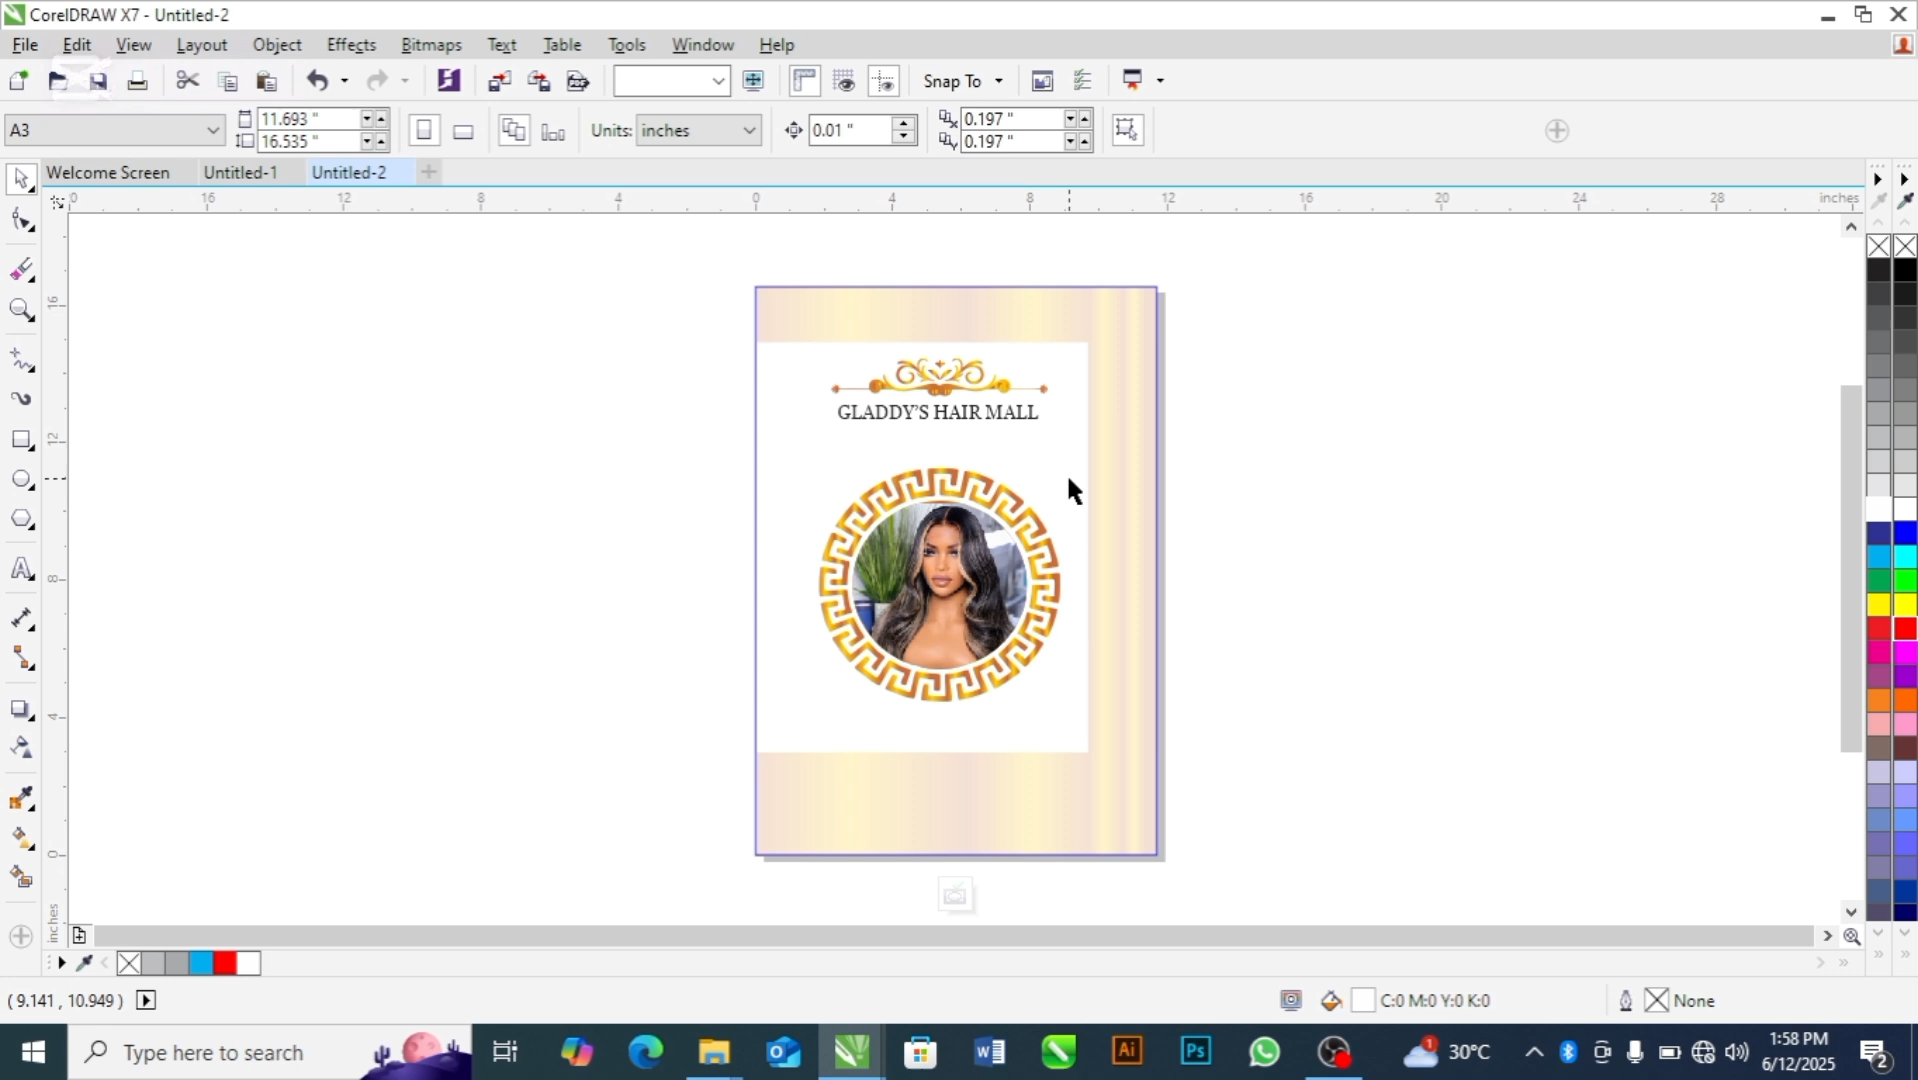 CorelDRAW X7 - Untitled-2
File Edit View Layout Object Effects Bitmaps Text Table Tools Window Help
Snap To
A3 11.693 " 16.535 " Units: inches 0.01 " 0.197 " 0.197 "
Welcome Screen Untitled-1 Untitled-2
0 16 12 8 4 0 4 8 12 16 20 24 28 inches
16
12
8
4
0
inches
GLADDY'S HAIR MALL
( 9.141 , 10.949 ) C:0 M:0 Y:0 K:0 None
Type here to search 1 30°C 1:58 PM 6/12/2025 2
Ai Ps